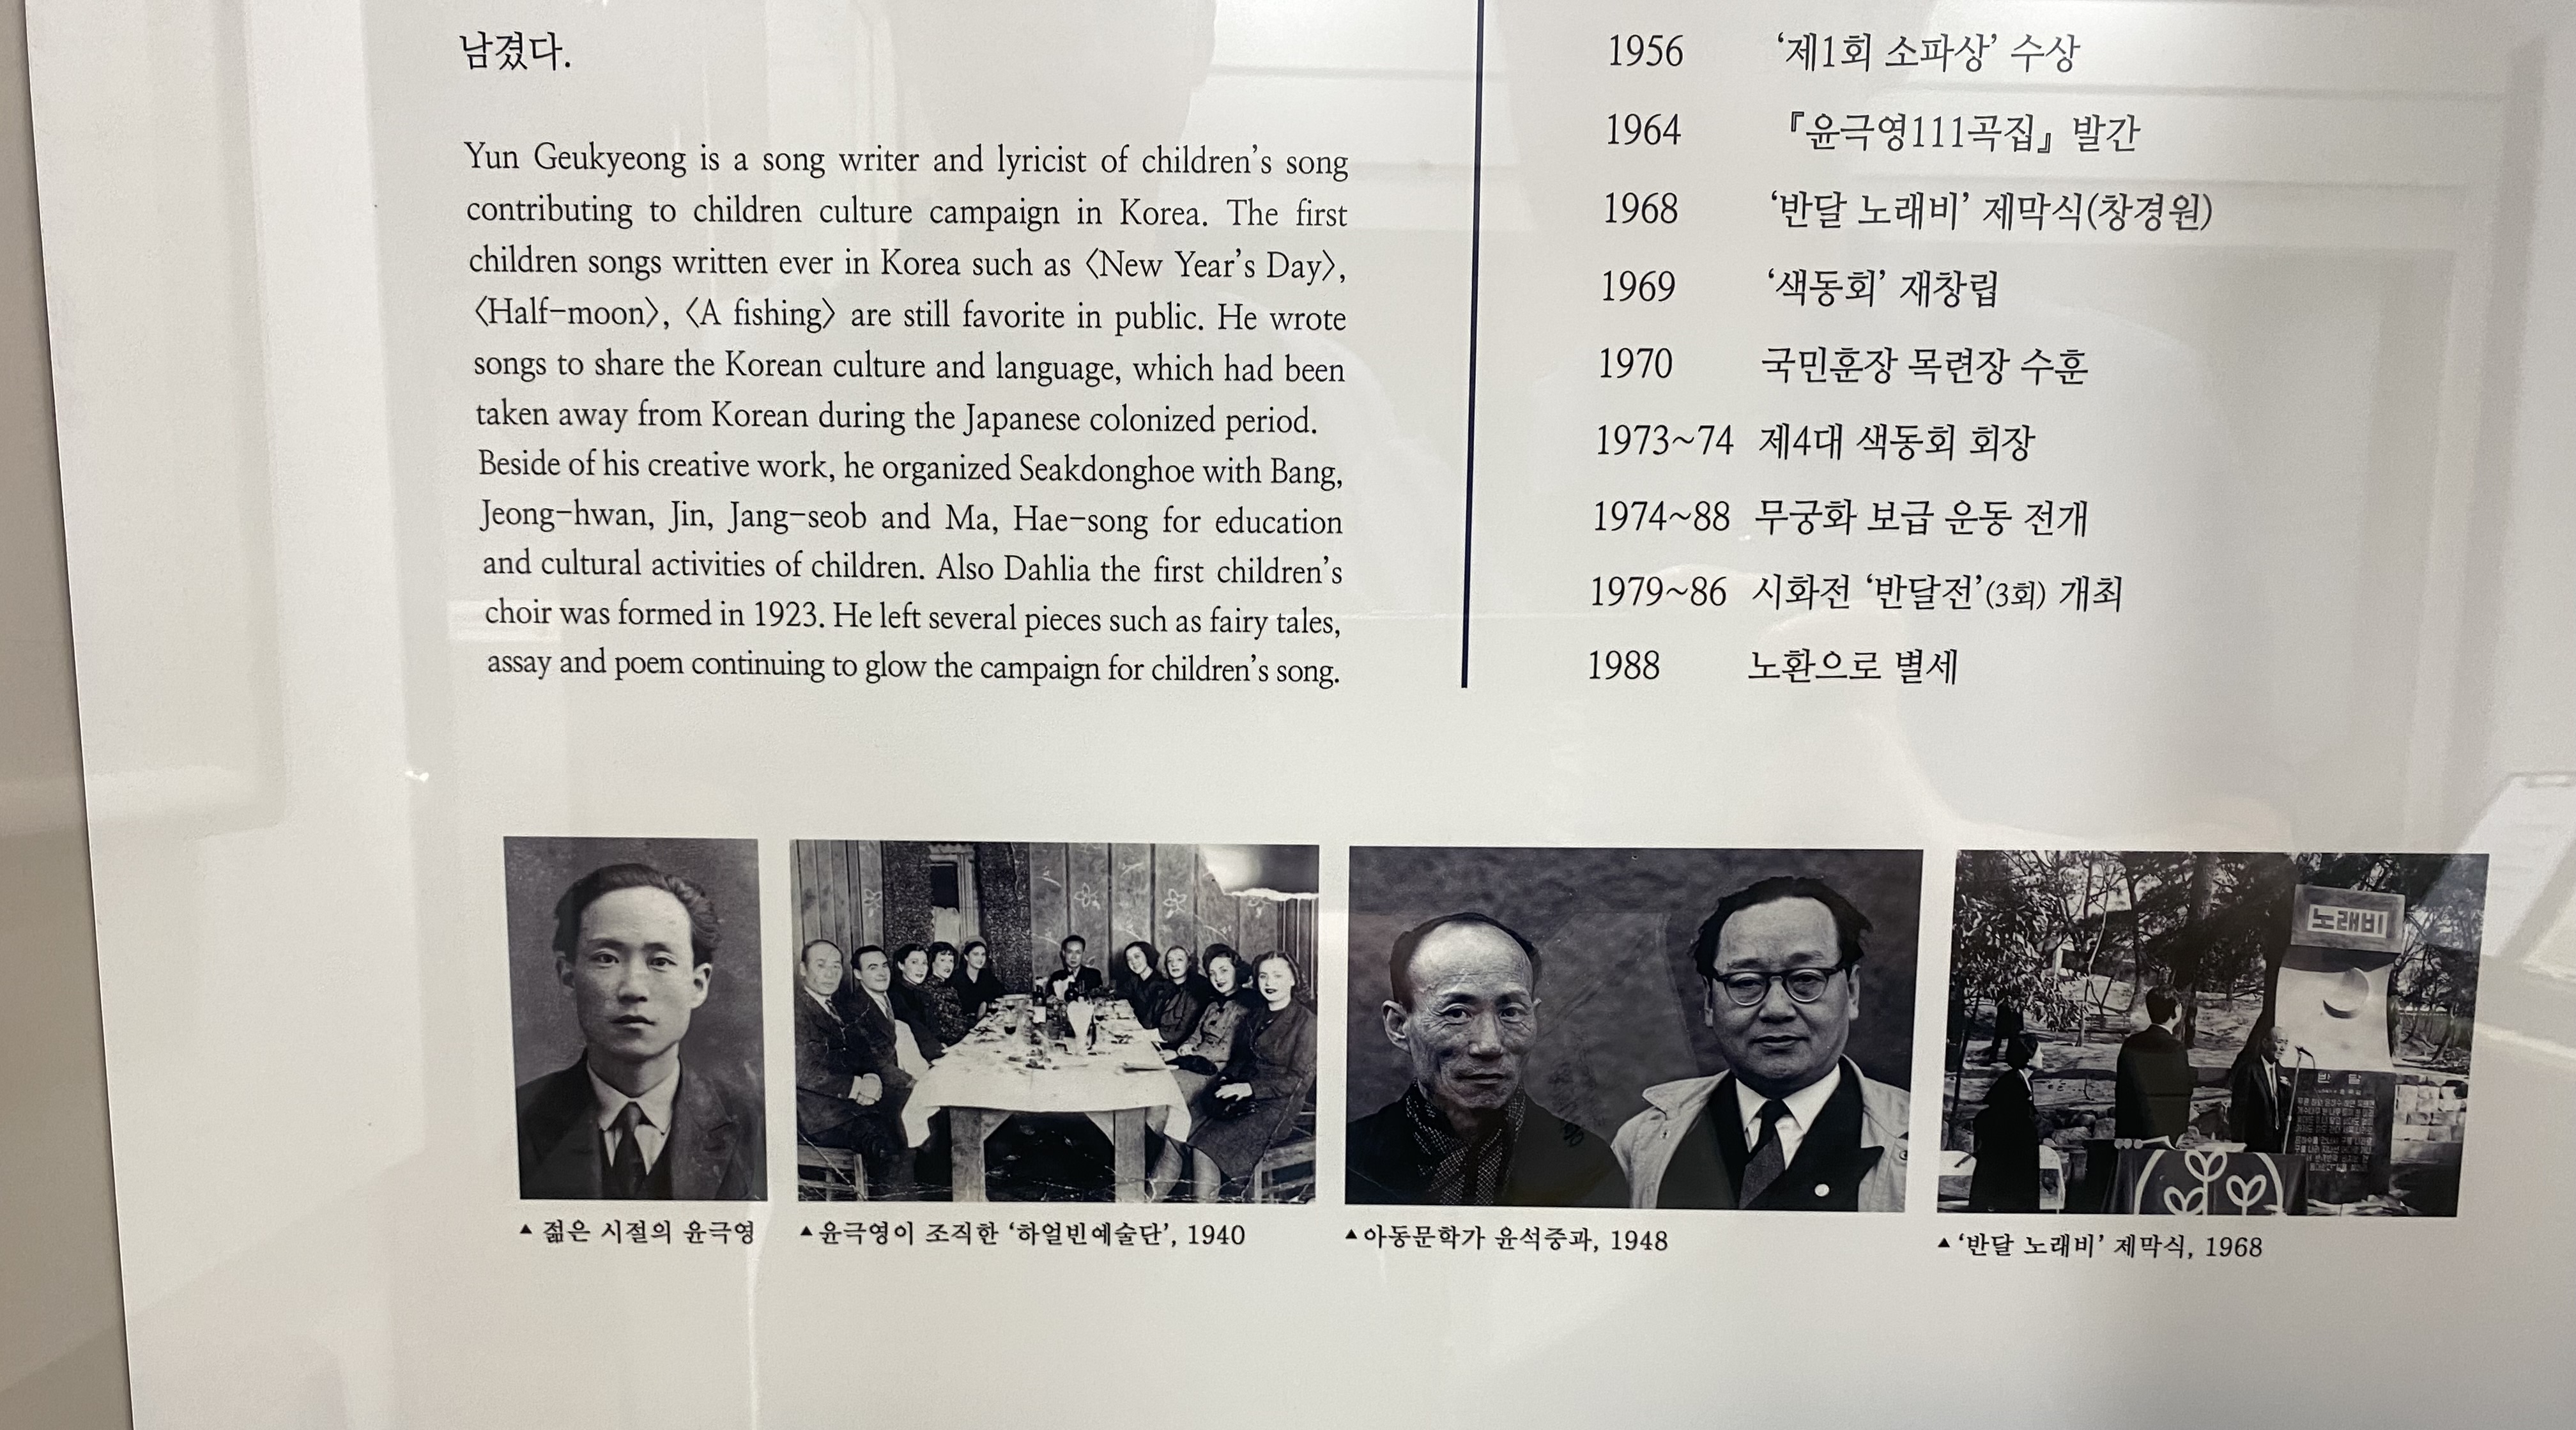 남겼다.
Yun Geukyeong is a song writer and lyricist of children's song
contributing to children culture campaign in Korea. The first
children songs written ever in Korea such as 〈New Year's Day〉,
〈Half-moon〉, 〈A fishing〉 are still favorite in public. He wrote
songs to share the Korean culture and language, which had been
taken away from Korean during the Japanese colonized period.
Beside of his creative work, he organized Seakdonghoe with Bang,
Jeong-hwan, Jin, Jang-seob and Ma, Hae-song for education
and cultural activities of children. Also Dahlia the first children's
choir was formed in 1923. He left several pieces such as fairy tales,
assay and poem continuing to glow the campaign for children's song.
1956 '제1회 소파상' 수상
1964 『윤극영111곡집』 발간
1968 '반달 노래비' 제막식(창경원)
1969 '색동회' 재창립
1970 국민훈장 목련장 수훈
1973~74 제4대 색동회 회장
1974~88 무궁화 보급 운동 전개
1979~86 시화전 '반달전'(3회) 개최
1988 노환으로 별세
노래비
반달
▲ 젊은 시절의 윤극영
▲ 윤극영이 조직한 '하얼빈예술단', 1940
▲ 아동문학가 윤석중과, 1948
▲ '반달 노래비' 제막식, 1968